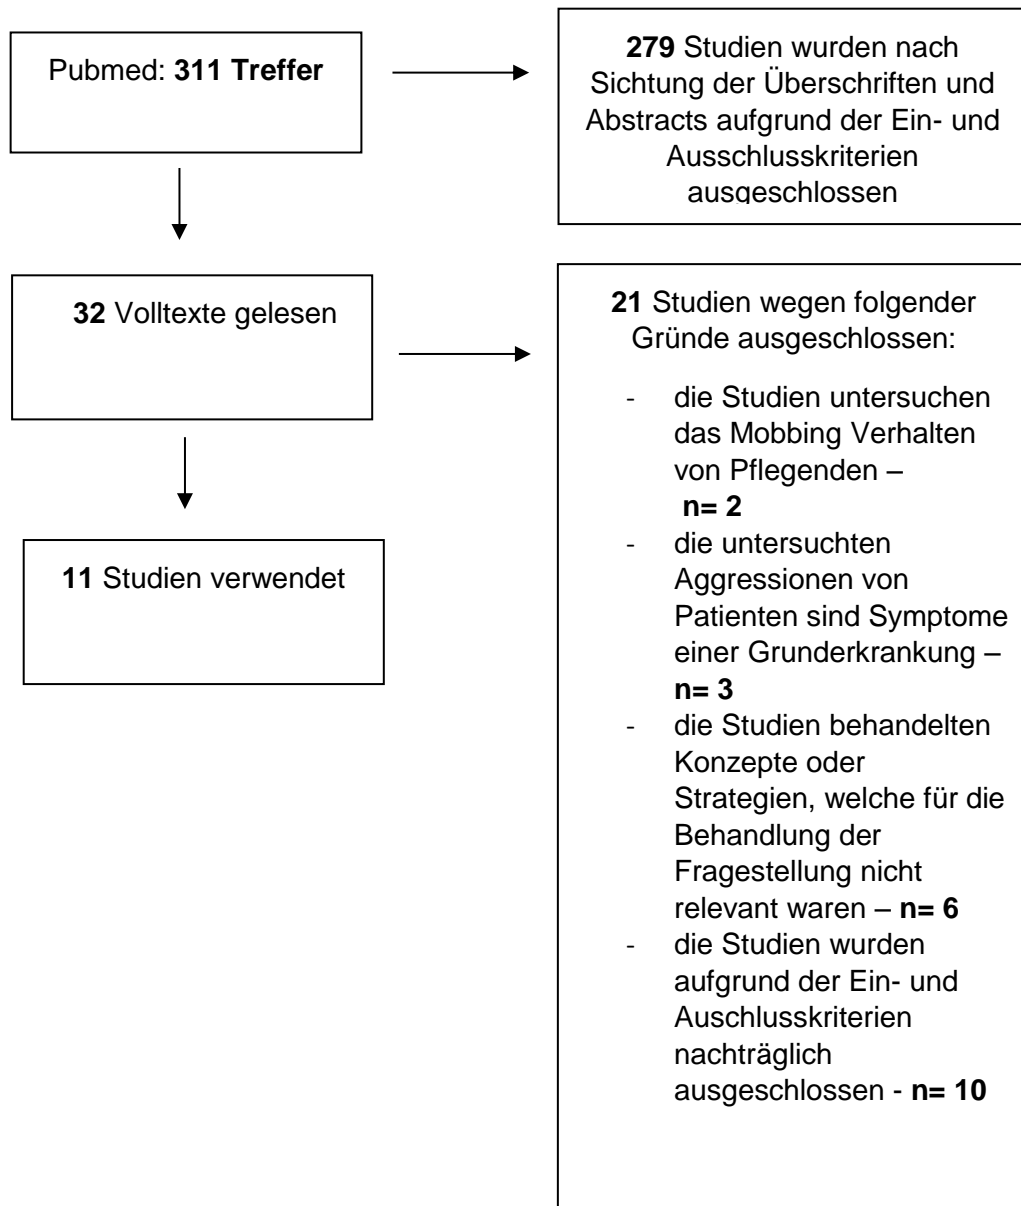 Pubmed: 311 Treffer
279 Studien wurden nach
Sichtung der Überschriften und
Abstracts aufgrund der Ein- und
Ausschlusskriterien
ausgeschlossen
32 Volltexte gelesen
21 Studien wegen folgender
Gründe ausgeschlossen:
- die Studien untersuchen
das Mobbing Verhalten
von Pflegenden –
n= 2
- die untersuchten
Aggressionen von
Patienten sind Symptome
einer Grunderkrankung –
n= 3
- die Studien behandelten
Konzepte oder
Strategien, welche für die
Behandlung der
Fragestellung nicht
relevant waren – n= 6
- die Studien wurden
aufgrund der Ein- und
Auschlusskriterien
nachträglich
ausgeschlossen - n= 10
11 Studien verwendet